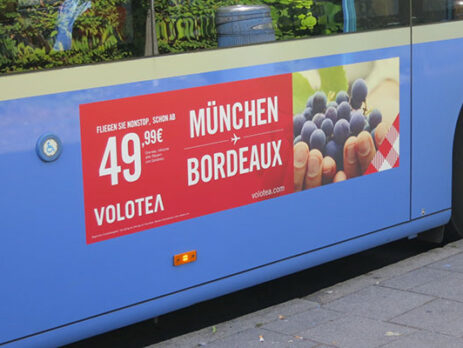 FLIEGEN SIE NONSTOP, SCHON AB
49,99€
VOLOTEA
MÜNCHEN
BORDEAUX
volotea.com